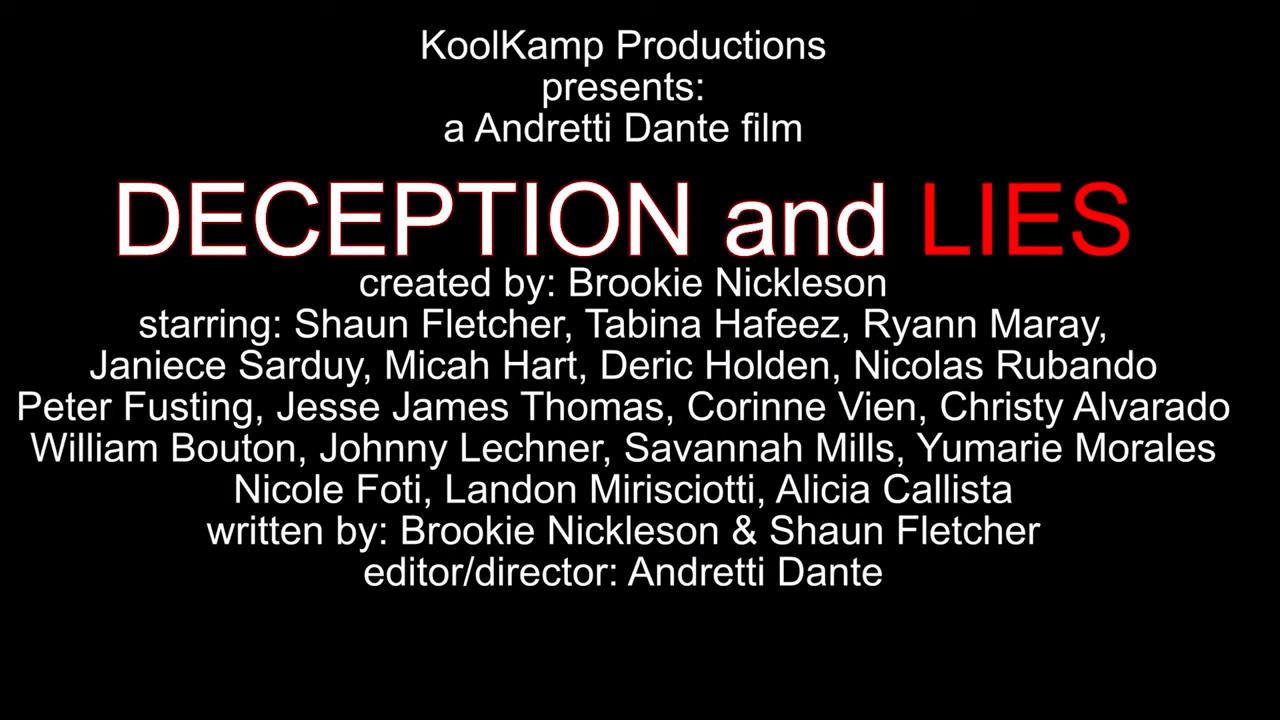 KoolKamp Productions
presents:
a Andretti Dante film
DECEPTION and LIES
created by: Brookie Nickleson
starring: Shaun Fletcher, Tabina Hafeez, Ryann Maray,
Janiece Sarduy, Micah Hart, Deric Holden, Nicolas Rubando
Peter Fusting, Jesse James Thomas, Corinne Vien, Christy Alvarado
William Bouton, Johnny Lechner, Savannah Mills, Yumarie Morales
Nicole Foti, Landon Mirisciotti, Alicia Callista
written by: Brookie Nickleson & Shaun Fletcher
editor/director: Andretti Dante